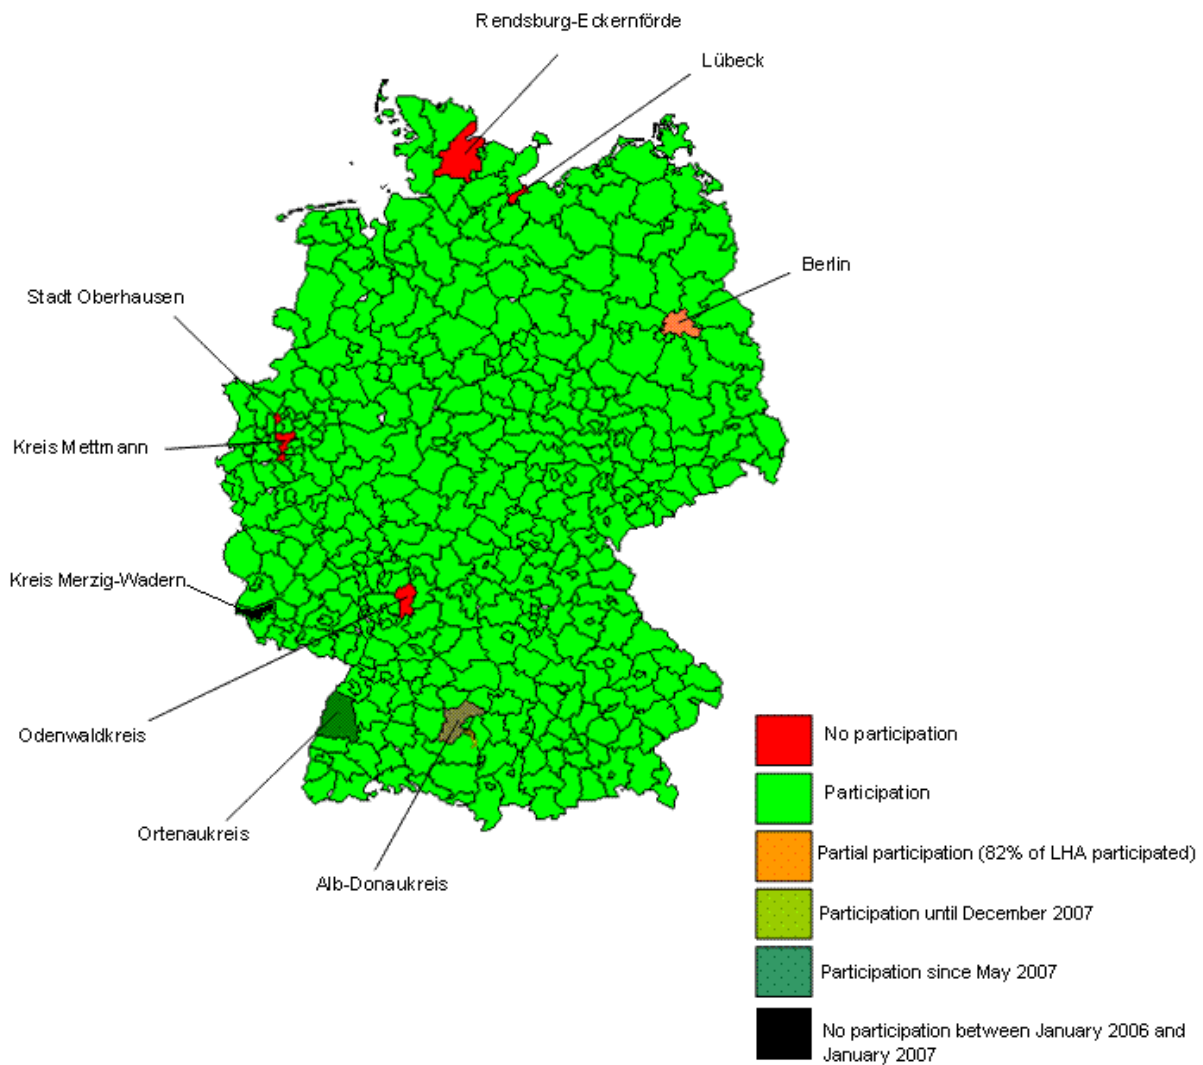 Rendsburg-Eckernförde
Lübeck
Berlin
Stadt Oberhausen
Kreis Mettmann
Kreis Merzig-Wadern
Odenwaldkreis
Ortenaukreis
Alb-Donaukreis
No participation
Participation
Partial participation (82% of LHA participated)
Participation until December 2007
Participation since May 2007
No participation between January 2006 and
January 2007